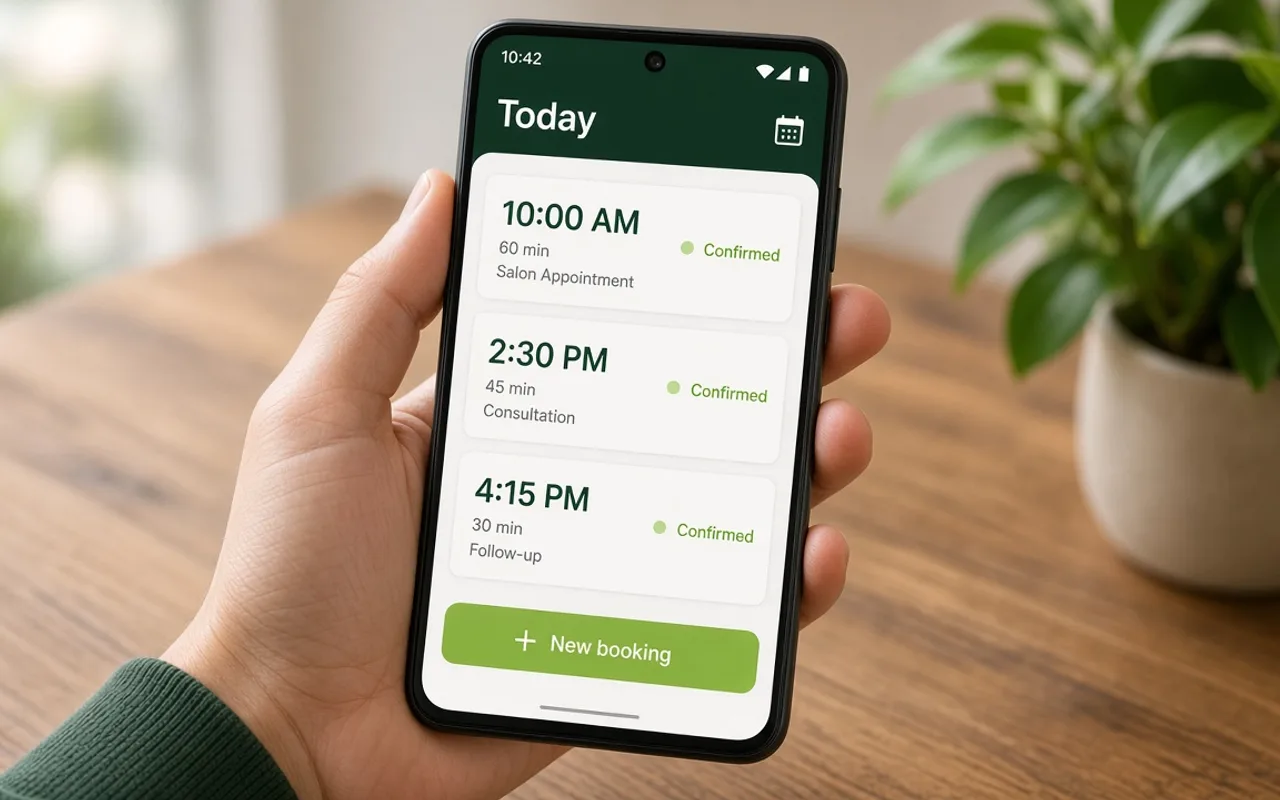 10:42
Today
10:00 AM
60 min
Confirmed
Salon Appointment
2:30 PM
45 min
Confirmed
Consultation
4:15 PM
30 min
Confirmed
Follow-up
+ New booking